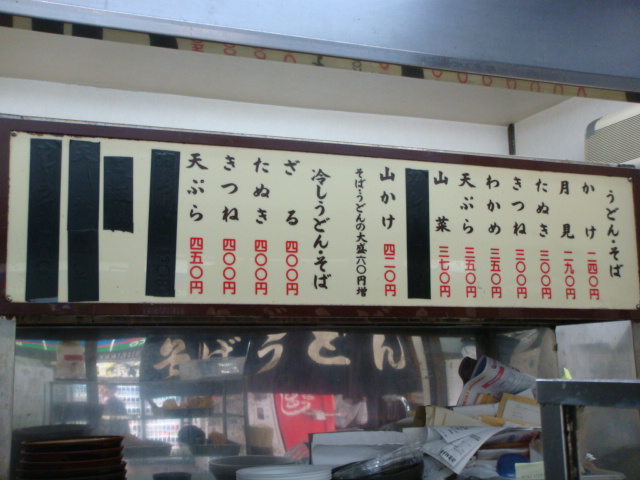 うどん・そば
かけ 二四〇円
月見 二九〇円
たぬき 三〇〇円
きつね 三〇〇円
わかめ 三五〇円
天ぷら 三五〇円
山菜 三七〇円
山かけ 四二〇円
そば・うどんの大盛六〇円増
冷しうどん・そば
ざる 四〇〇円
たぬき 四〇〇円
きつね 四〇〇円
天ぷら 四五〇円
そばうどん